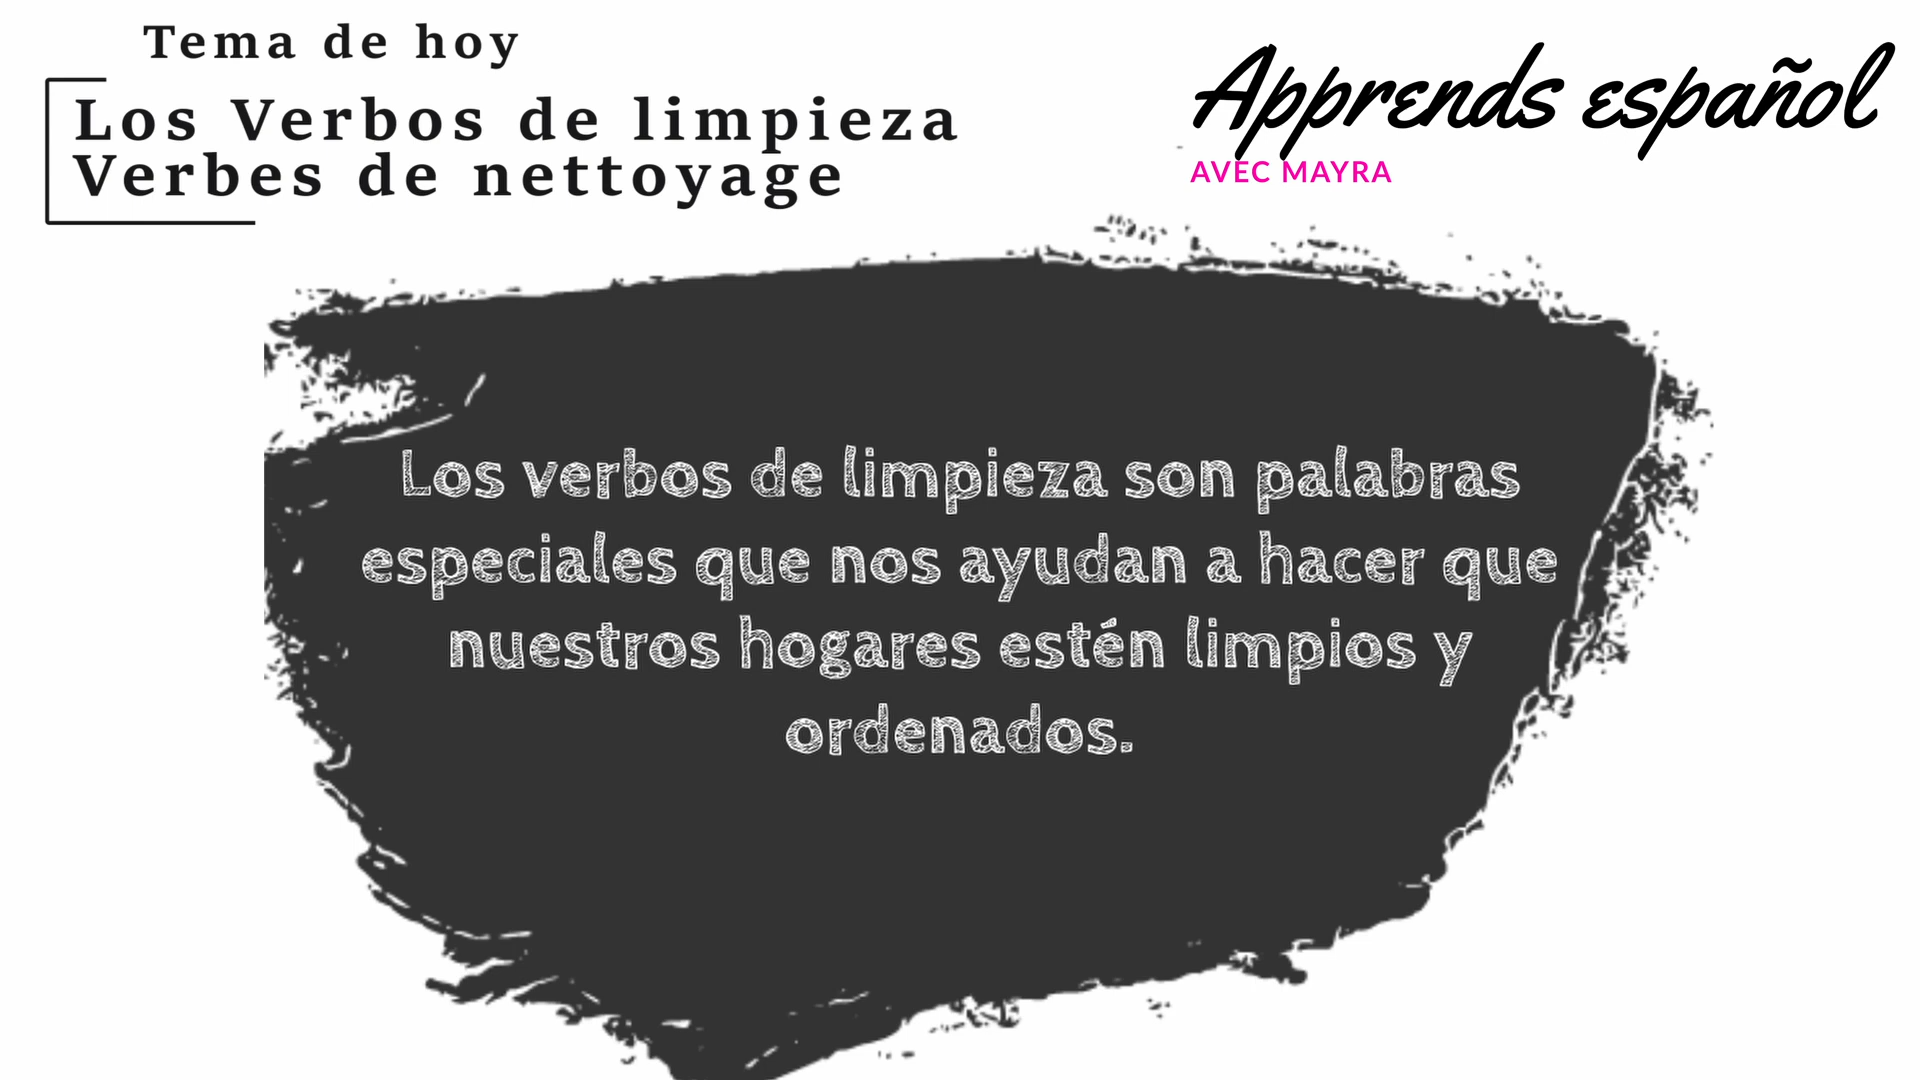 Tema de hoy
Los Verbos de limpieza
Verbes de nettoyage
Apprends español
AVEC MAYRA
Los verbos de limpieza son palabras
especiales que nos ayudan a hacer que
nuestros hogares estén limpios y
ordenados.